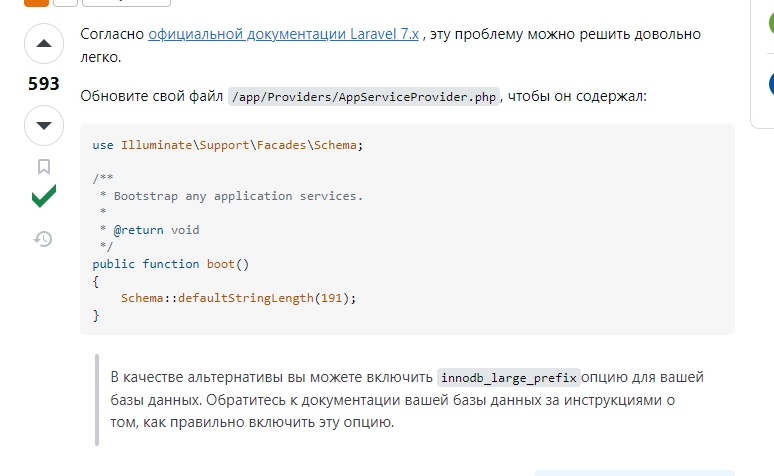 Согласно официальной документации Laravel 7.x , эту проблему можно решить довольно
легко.
593
Обновите свой файл /app/Providers/AppServiceProvider.php, чтобы он содержал:
use Illuminate\Support\Facades\Schema;
/**
 * Bootstrap any application services.
 *
 * @return void
 */
public function boot()
{
    Schema::defaultStringLength(191);
}
В качестве альтернативы вы можете включить innodb_large_prefix опцию для вашей
базы данных. Обратитесь к документации вашей базы данных за инструкциями о
том, как правильно включить эту опцию.